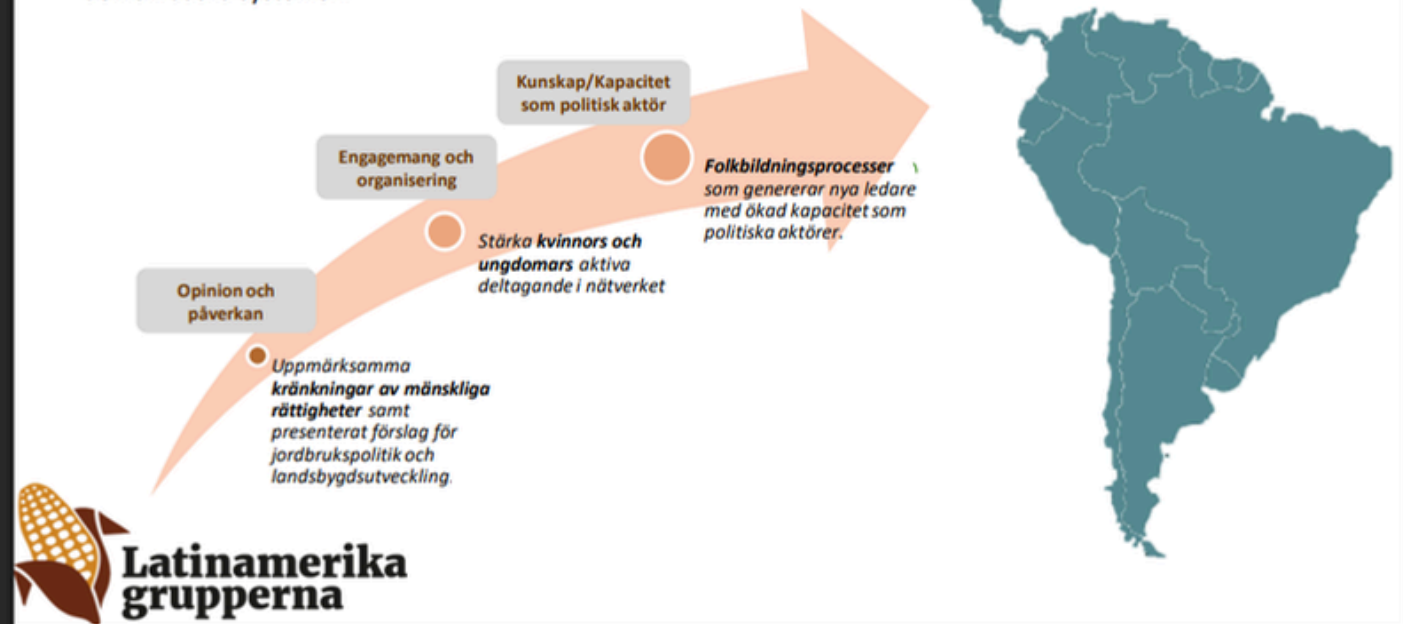 Kunskap/Kapacitet
som politisk aktör
Engagemang och
organisering
Folkbildningsprocesser
som genererar nya ledare
med ökad kapacitet som
politiska aktörer.
Stärka kvinnors och
ungdomars aktiva
deltagande i nätverket
Opinion och
påverkan
Uppmärksamma
kränkningar av mänskliga
rättigheter samt
presenterat förslag för
jordbrukspolitik och
landsbygdsutveckling.
Latinamerika
grupperna